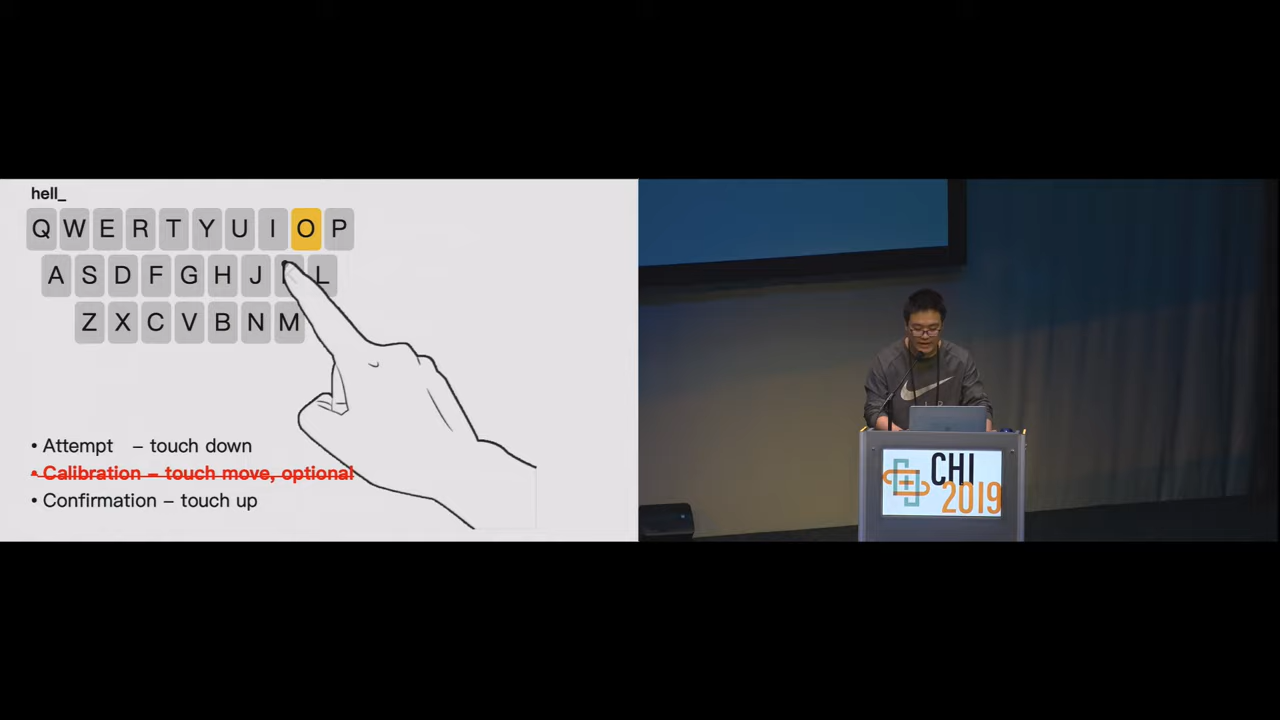 hell_
Q W E R T Y U I O P
A S D F G H J L
Z X C V B N M
• Attempt – touch down
• Calibration – touch move, optional
• Confirmation – touch up
CHI
2019